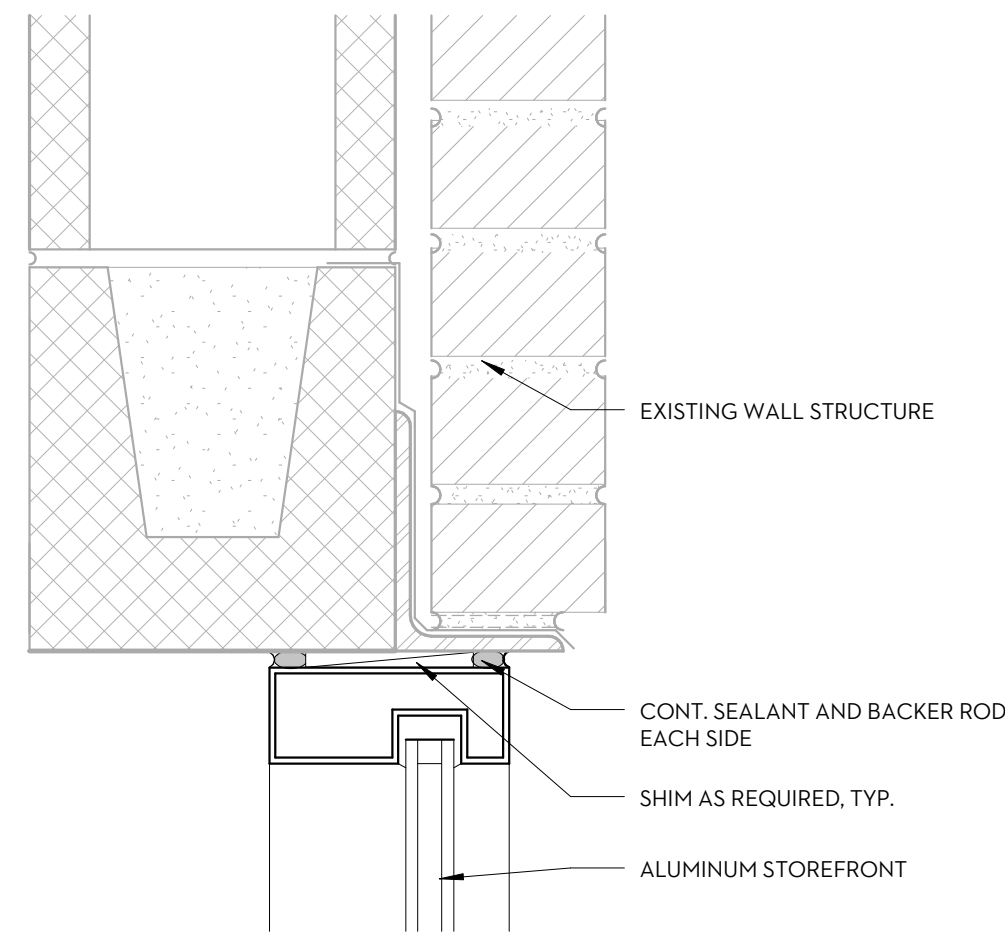 EXISTING WALL STRUCTURE
CONT. SEALANT AND BACKER ROD
EACH SIDE
SHIM AS REQUIRED, TYP.
ALUMINUM STOREFRONT